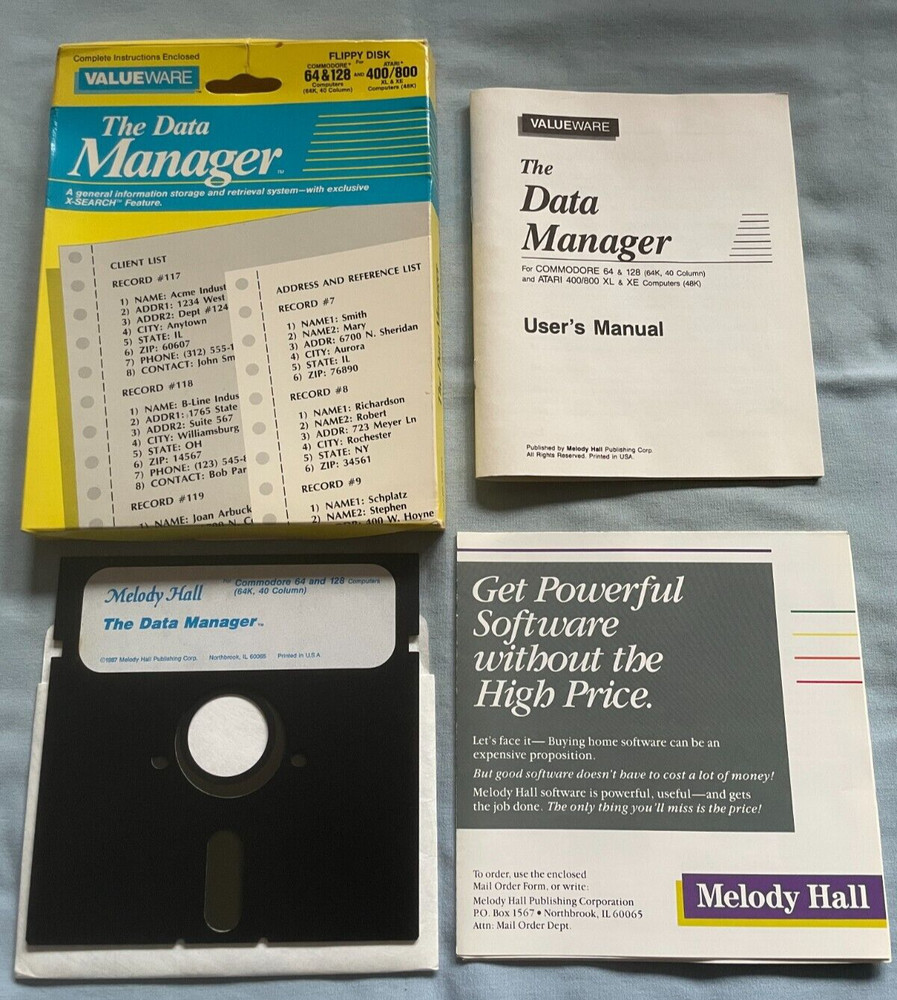 Complete Instructions Enclosed
VALUEWARE
FLIPPY DISK
For
COMMODORE® ATARI®
64 & 128 AND 400/800
Computers XL & XE
(64K, 40 Column) Computers (48K)
The Data
Manager™
A general information storage and retrieval system—with exclusive
X-SEARCH™ Feature.
CLIENT LIST
RECORD #117
1) NAME: Acme Indust
2) ADDR1: 1234 West
3) ADDR2: Dept #124
4) CITY: Anytown
5) STATE: IL
6) ZIP: 60607
7) PHONE: (312) 555-1
8) CONTACT: John Sm
RECORD #118
1) NAME: B-Line Indus
2) ADDR1: 1765 State
3) ADDR2: Suite 567
4) CITY: Williamsburg
5) STATE: OH
6) ZIP: 14567
7) PHONE: (123) 545-
8) CONTACT: Bob Par
RECORD #119
1) NAME: Joan Arbuck
ADDRESS AND REFERENCE LIST
RECORD #7
1) NAME1: Smith
2) NAME2: Mary
3) ADDR: 6700 N. Sheridan
4) CITY: Aurora
5) STATE: IL
6) ZIP: 76890
RECORD #8
1) NAME1: Richardson
2) NAME2: Robert
3) ADDR: 723 Meyer Ln
4) CITY: Rochester
5) STATE: NY
6) ZIP: 34561
RECORD #9
1) NAME1: Schplatz
2) NAME2: Stephen
400 W. Hoyne
VALUEWARE
The
Data
Manager
For COMMODORE 64 & 128 (64K, 40 Column)
and ATARI 400/800 XL & XE Computers (48K)
User's Manual
Published by Melody Hall Publishing Corp.
All Rights Reserved. Printed in USA.
Melody Hall
For Commodore 64 and 128 Computers
(64K, 40 Column)
The Data Manager™
©1987 Melody Hall Publishing Corp. Northbrook, IL 60065 Printed in U.S.A.
Get Powerful
Software
without the
High Price.
Let's face it— Buying home software can be an
expensive proposition.
But good software doesn't have to cost a lot of money!
Melody Hall software is powerful, useful—and gets
the job done. The only thing you'll miss is the price!
To order, use the enclosed
Mail Order Form, or write:
Melody Hall Publishing Corporation
P.O. Box 1567 • Northbrook, IL 60065
Attn: Mail Order Dept.
Melody Hall